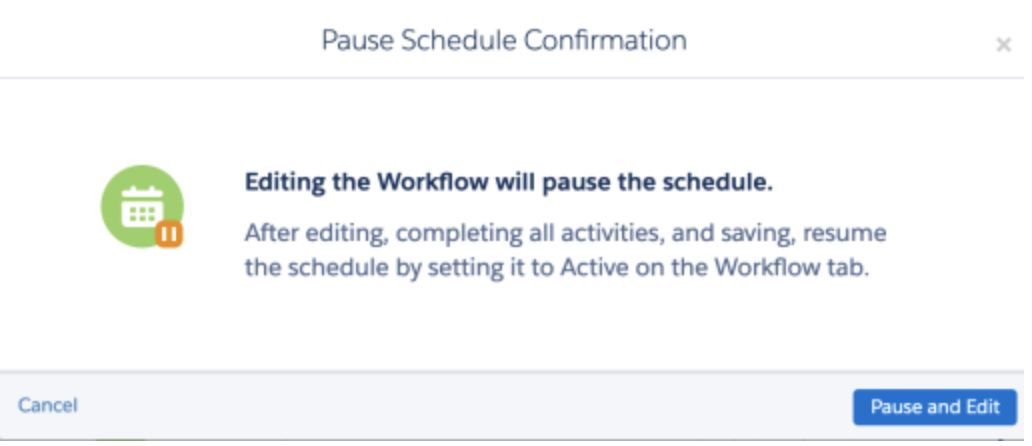 Pause Schedule Confirmation
Editing the Workflow will pause the schedule.
After editing, completing all activities, and saving, resume
the schedule by setting it to Active on the Workflow tab.
Cancel
Pause and Edit